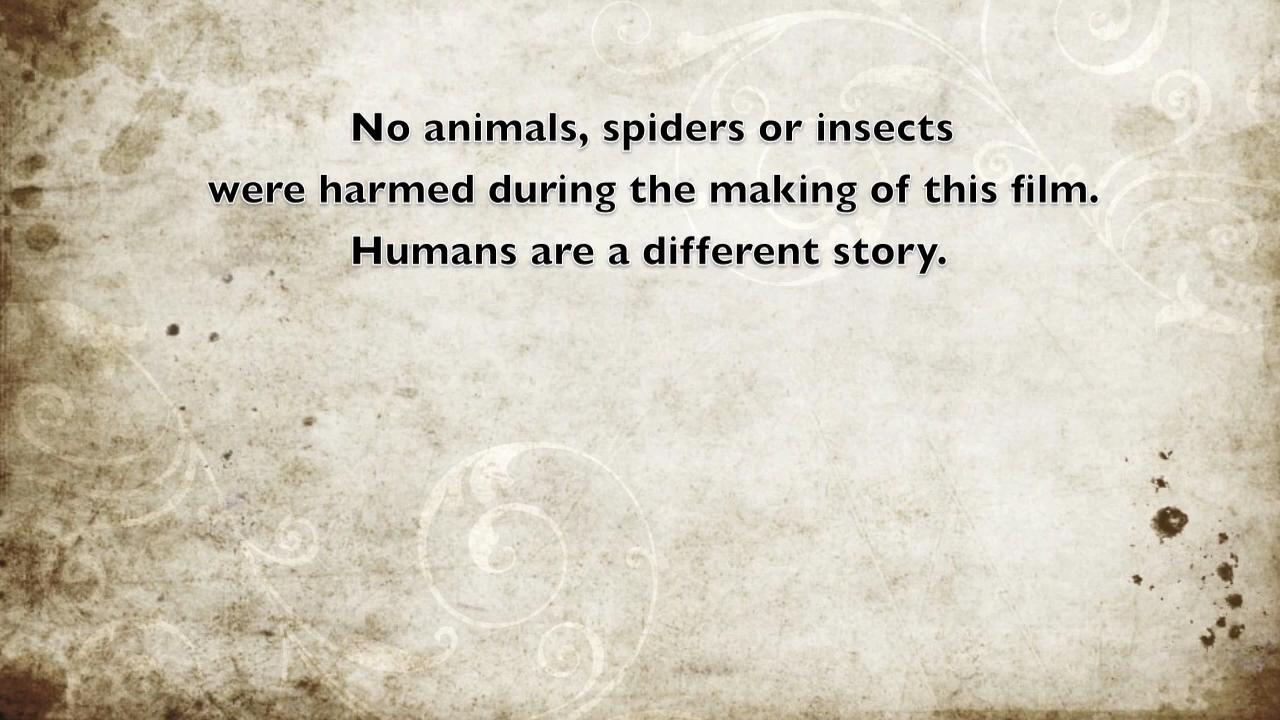 No animals, spiders or insects
were harmed during the making of this film.
Humans are a different story.